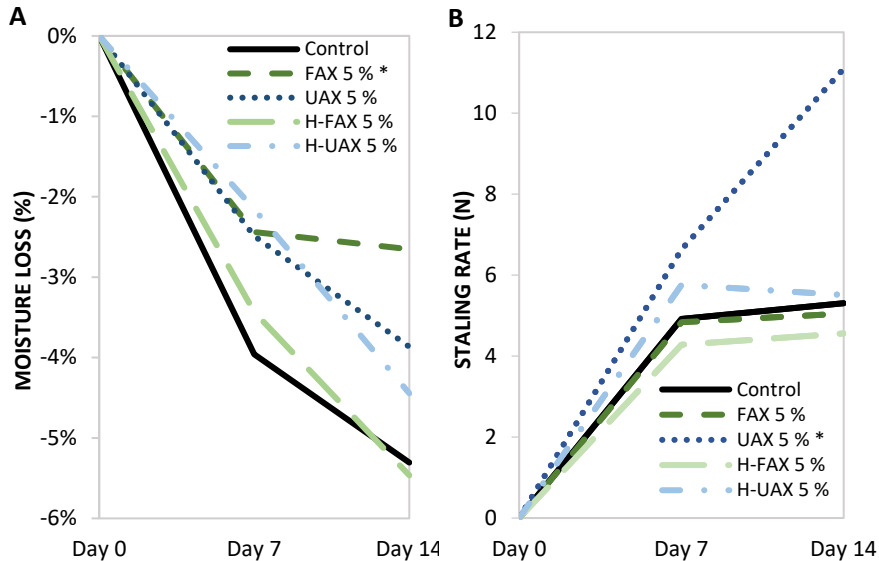 A
0%
-1%
-2%
-3%
-4%
-5%
-6%
MOISTURE LOSS (%)
Control
FAX 5 % *
UAX 5 %
H-FAX 5 %
H-UAX 5 %
Day 0
Day 7
Day 14
B
12
10
8
6
4
2
0
STALING RATE (N)
Control
FAX 5 %
UAX 5 % *
H-FAX 5 %
H-UAX 5 %
Day 0
Day 7
Day 14